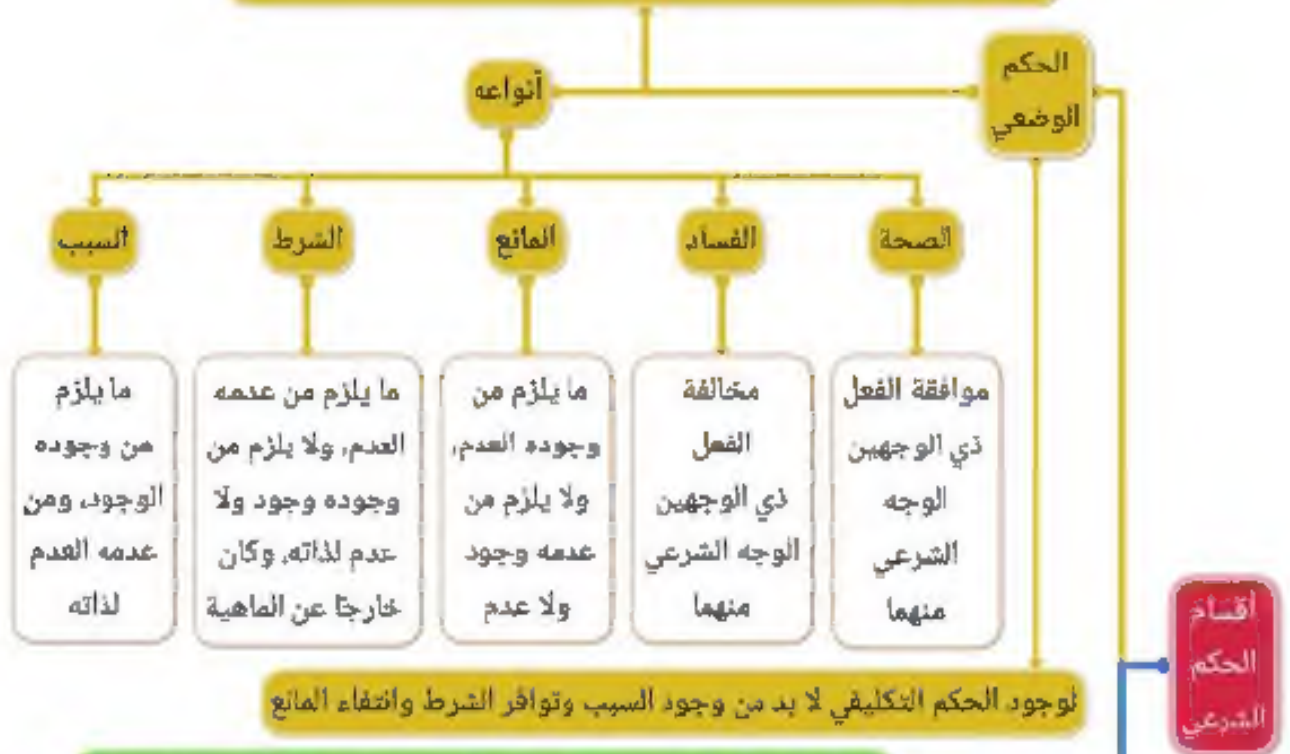 الحكم
الوضعي
أنواعه
الصحة
الفساد
المانع
الشرط
السبب
موافقة الفعل
ذي الوجهين
الوجه
الشرعي
منهما
مخالفة
الفعل
ذي الوجهين
الوجه الشرعي
منهما
ما يلزم من
وجوده العدم،
ولا يلزم من
عدمه وجود
ولا عدم
ما يلزم من عدمه
العدم، ولا يلزم من
وجوده وجود ولا
عدم لذاته، وكان
خارجًا عن الماهية
ما يلزم
من وجوده
الوجود، ومن
عدمه العدم
لذاته
لوجود الحكم التكليفي لا بد من وجود السبب وتوافر الشرط وانتفاء المانع
أقسام
الحكم
الشرعي